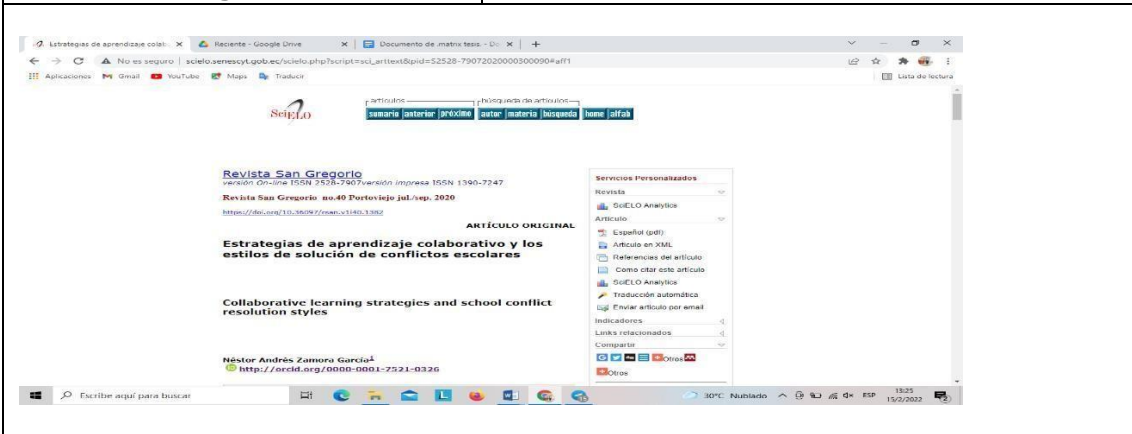 Estrategias de aprendizaje colab
Reciente - Google Drive
Documento de matris tesis. - Do
No es seguro | scielo.senescyt.gob.ec/scielo.php?script=sci_arttext&pid=S2528-79072020000300090#aff1
Aplicaciones Gmail YouTube Maps Traducir
Lista de lectura
SciELO
articulos
búsqueda de articulos
sumario anterior próximo autor materia búsqueda home alfab
Revista San Gregorio
versión On-line ISSN 2528-7907versión impresa ISSN 1390-7247
Revista San Gregorio no.40 Portoviejo jul./sep. 2020
https://doi.org/10.36097/rsan.v1i40.1382
ARTÍCULO ORIGINAL
Estrategias de aprendizaje colaborativo y los
estilos de solución de conflictos escolares
Collaborative learning strategies and school conflict
resolution styles
Néstor Andrés Zamora García1
http://orcid.org/0000-0001-7521-0326
Servicios Personalizados
Revista
SciELO Analytics
Articulo
Español (pdf)
Articulo en XML
Referencias del artículo
Como citar este artículo
SciELO Analytics
Traducción automática
Enviar articulo por email
Indicadores
Links relacionados
Compartir
Otros
Otros
Escribe aquí para buscar
30°C Nublado
ESP
15:25
15/2/2022